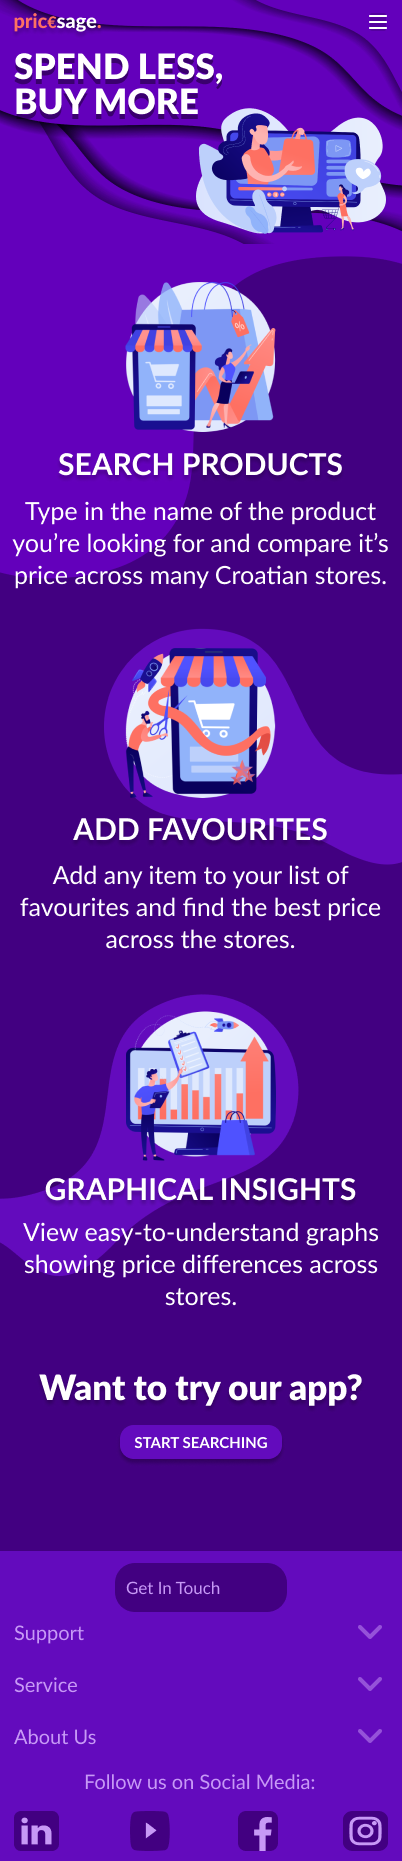 pric€sage.
SPEND LESS,
BUY MORE
%
SEARCH PRODUCTS
Type in the name of the product
you’re looking for and compare it’s
price across many Croatian stores.
ADD FAVOURITES
Add any item to your list of
favourites and find the best price
across the stores.
GRAPHICAL INSIGHTS
View easy-to-understand graphs
showing price differences across
stores.
Want to try our app?
START SEARCHING
Get In Touch
Support
Service
About Us
Follow us on Social Media:
in
f